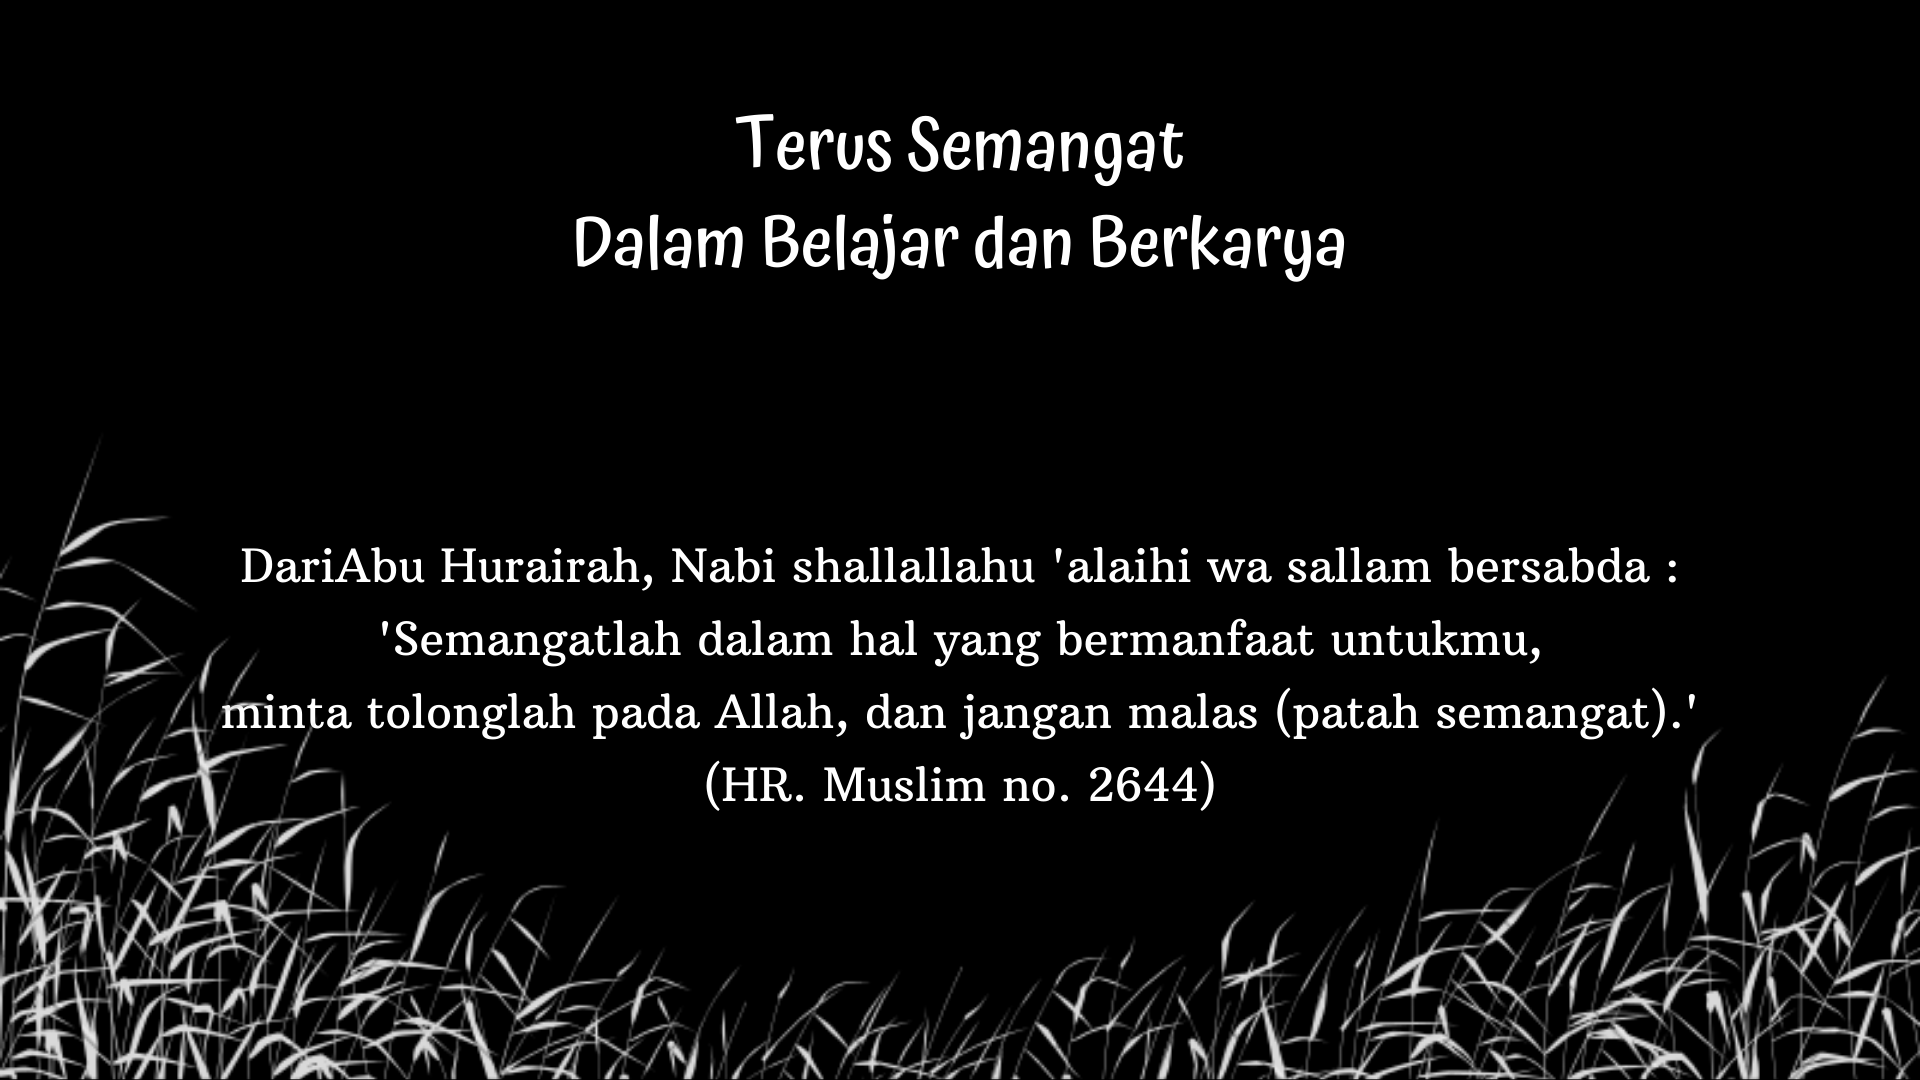 Terus Semangat
Dalam Belajar dan Berkarya
DariAbu Hurairah, Nabi shallallahu 'alaihi wa sallam bersabda :
'Semangatlah dalam hal yang bermanfaat untukmu,
minta tolonglah pada Allah, dan jangan malas (patah semangat).'
(HR. Muslim no. 2644)